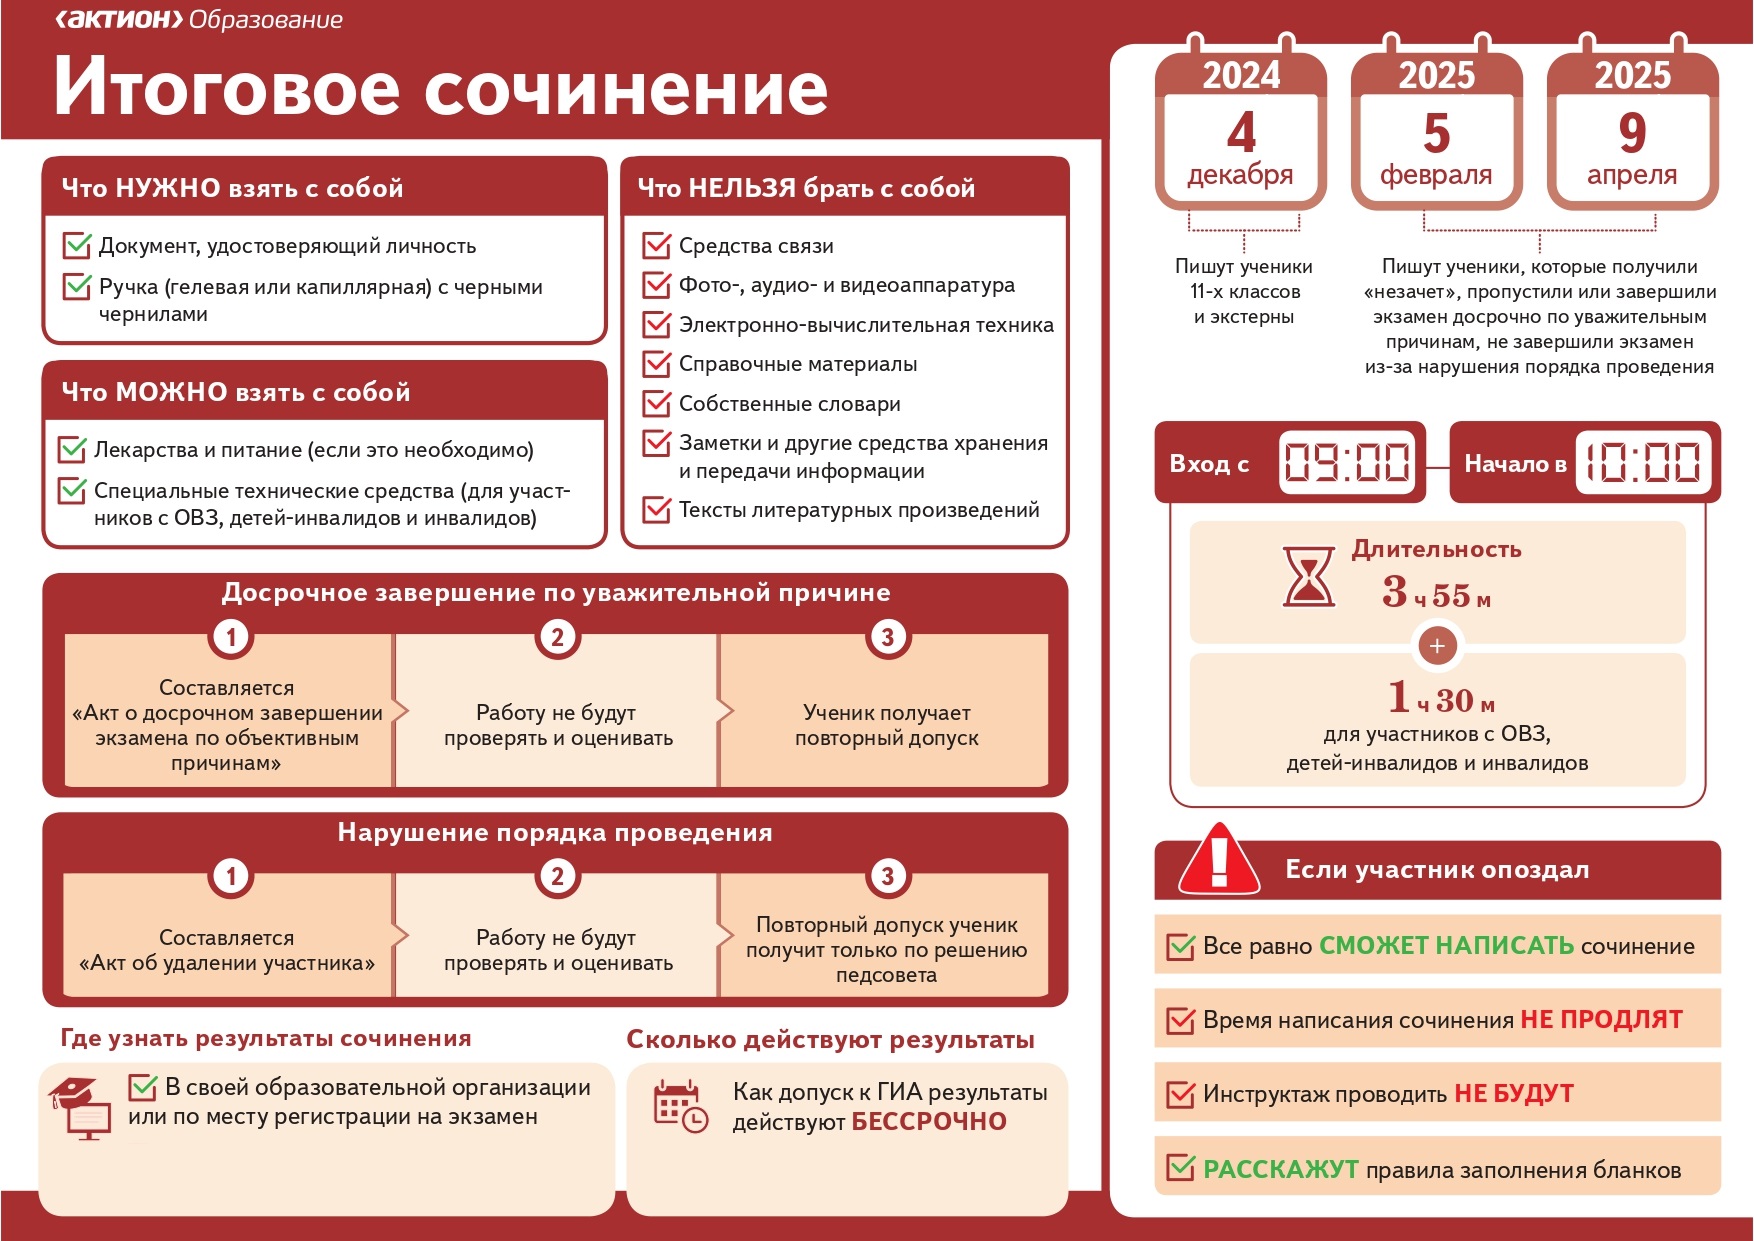 ‹актион› Образование
Итоговое сочинение
Что НУЖНО взять с собой
Документ, удостоверяющий личность
Ручка (гелевая или капиллярная) с черными
чернилами
Что МОЖНО взять с собой
Лекарства и питание (если это необходимо)
Специальные технические средства (для участ-
ников с ОВЗ, детей-инвалидов и инвалидов)
Что НЕЛЬЗЯ брать с собой
Средства связи
Фото-, аудио- и видеоаппаратура
Электронно-вычислительная техника
Справочные материалы
Собственные словари
Заметки и другие средства хранения
и передачи информации
Тексты литературных произведений
Досрочное завершение по уважительной причине
1
Составляется
«Акт о досрочном завершении
экзамена по объективным
причинам»
2
Работу не будут
проверять и оценивать
3
Ученик получает
повторный допуск
Нарушение порядка проведения
1
Составляется
«Акт об удалении участника»
2
Работу не будут
проверять и оценивать
3
Повторный допуск ученик
получит только по решению
педсовета
Где узнать результаты сочинения
В своей образовательной организации
или по месту регистрации на экзамен
Сколько действуют результаты
Как допуск к ГИА результаты
действуют БЕССРОЧНО
2024
4
декабря
2025
5
февраля
2025
9
апреля
Пишут ученики
11-х классов
и экстерны
Пишут ученики, которые получили
«незачет», пропустили или завершили
экзамен досрочно по уважительным
причинам, не завершили экзамен
из-за нарушения порядка проведения
Вход с 09:00
Начало в 10:00
Длительность
3 ч 55 м
+
1 ч 30 м
для участников с ОВЗ,
детей-инвалидов и инвалидов
! Если участник опоздал
Все равно СМОЖЕТ НАПИСАТЬ сочинение
Время написания сочинения НЕ ПРОДЛЯТ
Инструктаж проводить НЕ БУДУТ
РАССКАЖУТ правила заполнения бланков